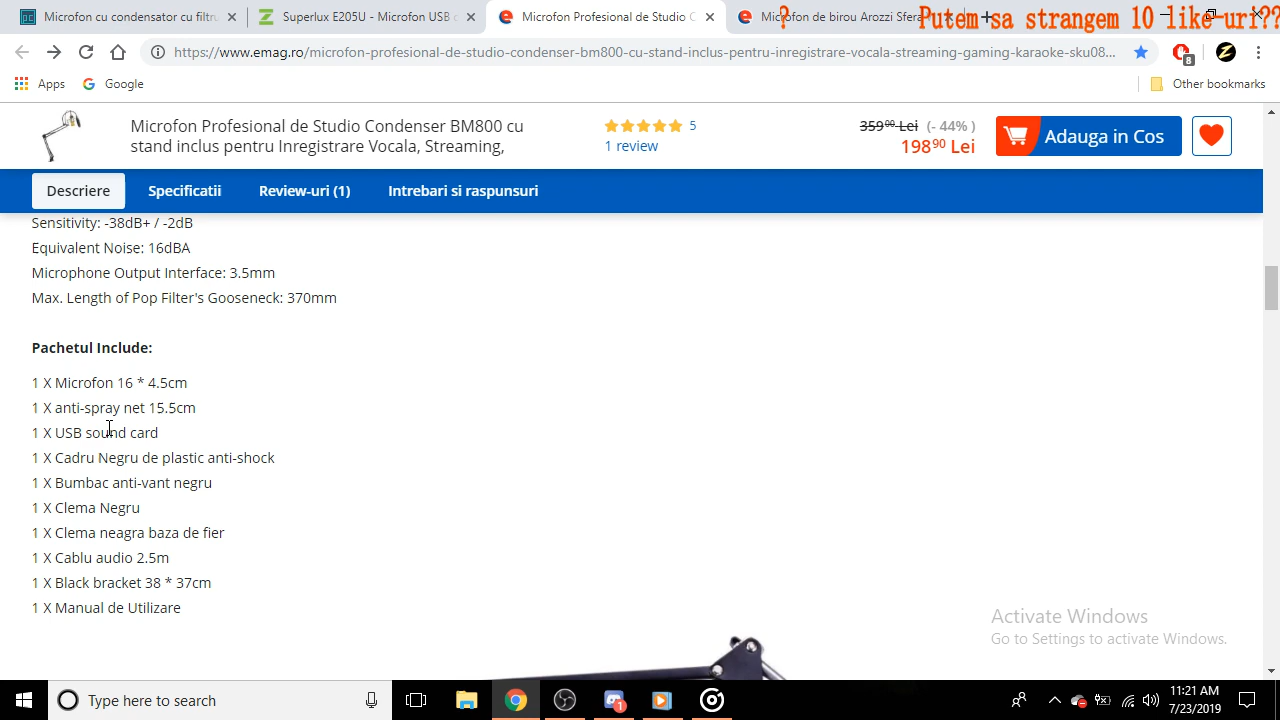 Microfon cu condensator cu filtru
Superlux E205U - Microfon USB c
Microfon Profesional de Studio C
Microfon de birou Arozzi Sfera
? Putem sa strangem 10 like-uri??
https://www.emag.ro/microfon-profesional-de-studio-condenser-bm800-cu-stand-inclus-pentru-inregistrare-vocala-streaming-gaming-karaoke-sku08...
8
Z
Apps
Google
Other bookmarks
Microfon Profesional de Studio Condenser BM800 cu
stand inclus pentru Inregistrare Vocala, Streaming,
5
1 review
359⁰⁰ Lei (- 44% )
198⁹⁰ Lei
Adauga in Cos
Descriere
Specificatii
Review-uri (1)
Intrebari si raspunsuri
Sensitivity: -38dB+ / -2dB
Equivalent Noise: 16dBA
Microphone Output Interface: 3.5mm
Max. Length of Pop Filter's Gooseneck: 370mm
Pachetul Include:
1 X Microfon 16 * 4.5cm
1 X anti-spray net 15.5cm
1 X USB sound card
1 X Cadru Negru de plastic anti-shock
1 X Bumbac anti-vant negru
1 X Clema Negru
1 X Clema neagra baza de fier
1 X Cablu audio 2.5m
1 X Black bracket 38 * 37cm
1 X Manual de Utilizare
Activate Windows
Go to Settings to activate Windows.
Type here to search
1
11:21 AM
7/23/2019